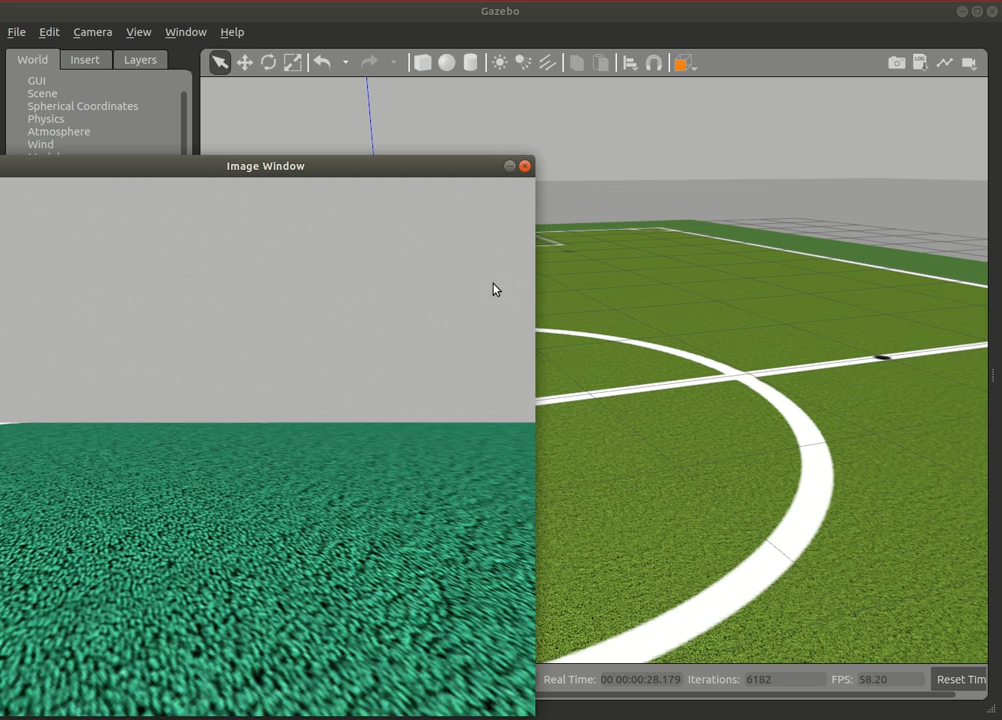 Gazebo
File Edit Camera View Window Help
World Insert Layers
GUI
Scene
Spherical Coordinates
Physics
Atmosphere
Wind
Image Window
Real Time: 00 00:00:28.179 Iterations: 6182 FPS: 58.20 Reset Tim